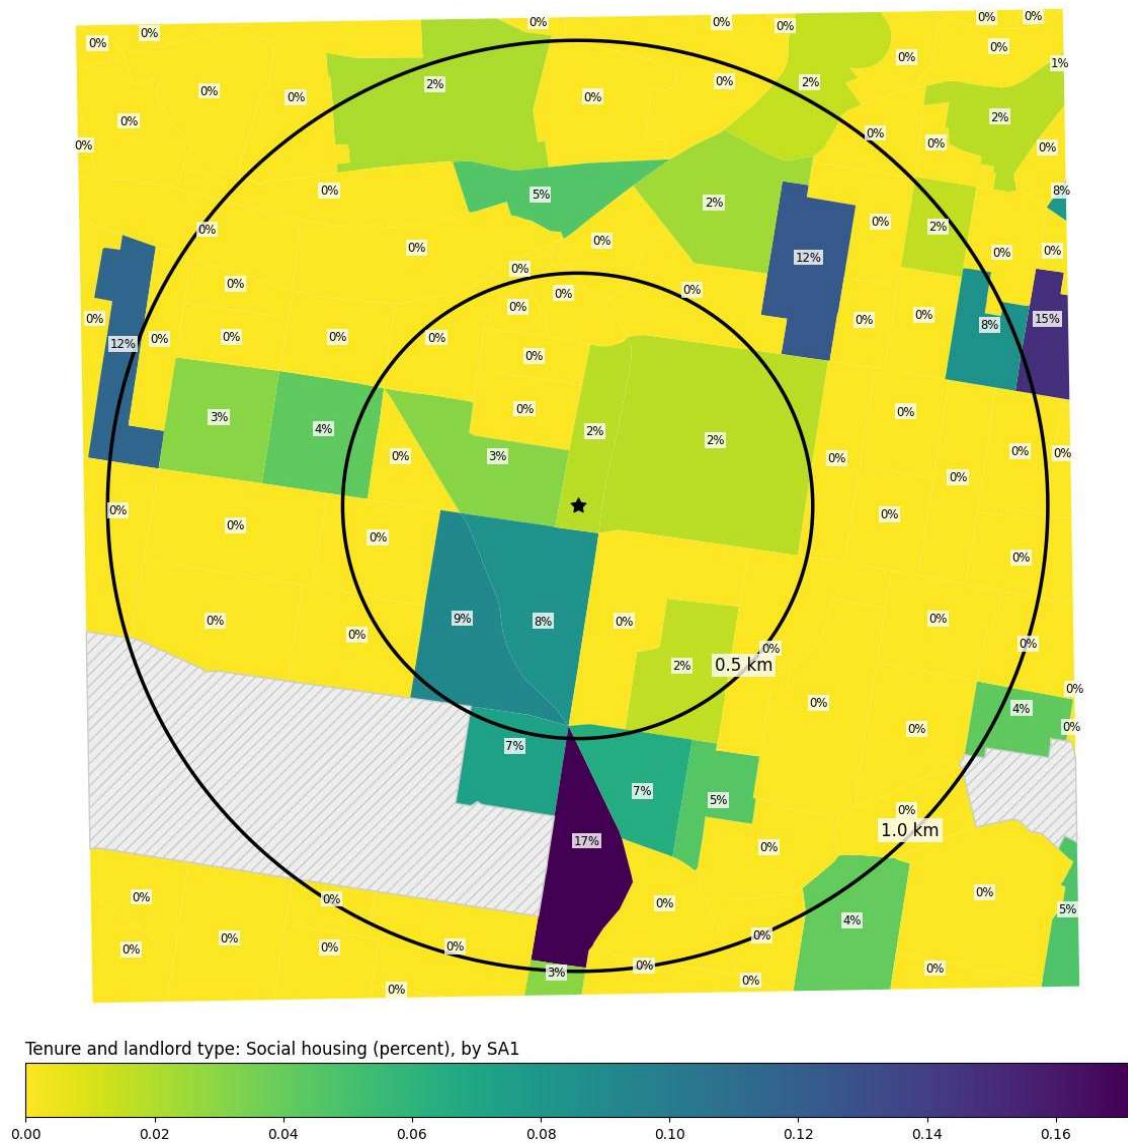 0% 0% 0% 0% 0% 0%
0% 0% 0%
1%
2% 0% 2%
0% 0% 0%
0% 2%
0% 0%
0% 0%
0% 8%
5% 2%
0% 0% 2%
0% 0% 0% 0%
0% 12%
0% 0% 0%
0% 0%
0% 0% 0% 8% 15%
12% 0% 0% 0% 0%
0%
0% 0%
3% 4% 2% 2%
0% 3% 0% 0% 0%
0%
0% 0%
0% 0%
0%
0% 0% 9% 8% 0% 0%
0% 0% 0%
2% 0.5 km
0% 0%
4%
0% 0%
7%
7% 5%
0%
1.0 km
17% 0%
0% 0% 0% 0%
4% 5%
0% 0%
0% 0% 0%
3% 0% 0%
0% 0%
Tenure and landlord type: Social housing (percent), by SA1
0.00 0.02 0.04 0.06 0.08 0.10 0.12 0.14 0.16